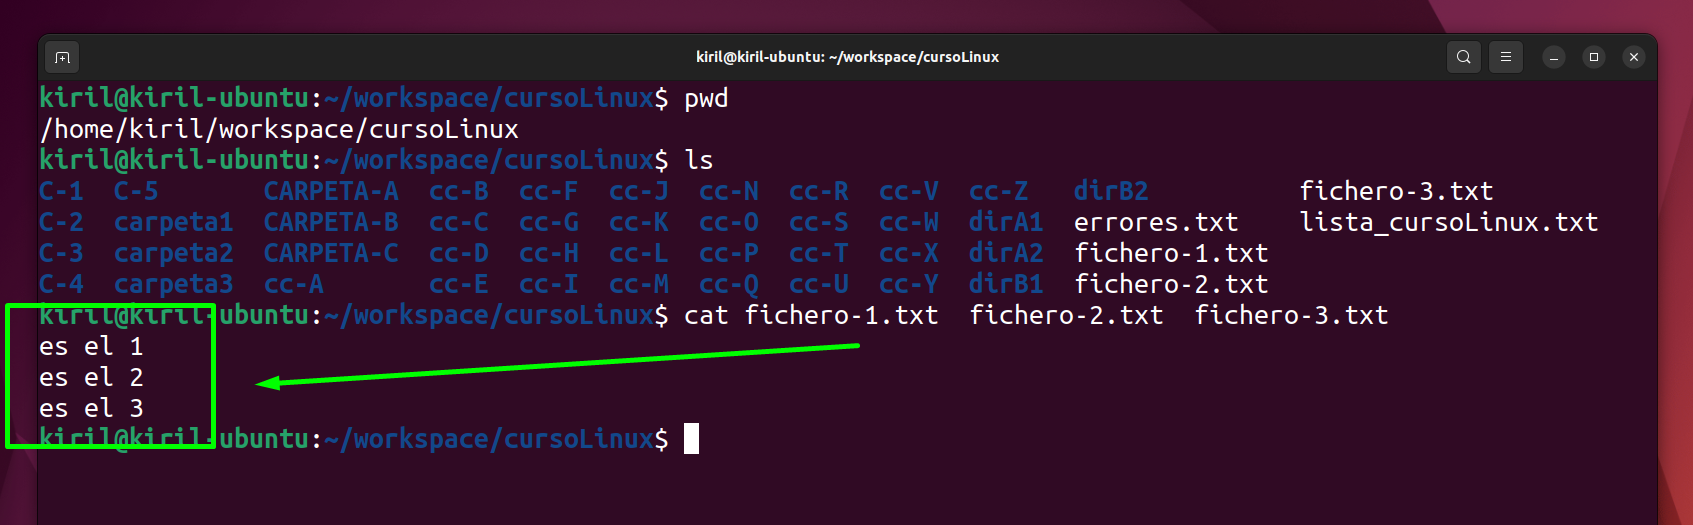 kiril@kiril-ubuntu: ~/workspace/cursoLinux
kiril@kiril-ubuntu:~/workspace/cursoLinux$ pwd
/home/kiril/workspace/cursoLinux
kiril@kiril-ubuntu:~/workspace/cursoLinux$ ls
C-1 C-5 CARPETA-A cc-B cc-F cc-J cc-N cc-R cc-V cc-Z dirB2 fichero-3.txt
C-2 carpeta1 CARPETA-B cc-C cc-G cc-K cc-O cc-S cc-W dirA1 errores.txt lista_cursoLinux.txt
C-3 carpeta2 CARPETA-C cc-D cc-H cc-L cc-P cc-T cc-X dirA2 fichero-1.txt
C-4 carpeta3 cc-A cc-E cc-I cc-M cc-Q cc-U cc-Y dirB1 fichero-2.txt
kiril@kiril-ubuntu:~/workspace/cursoLinux$ cat fichero-1.txt fichero-2.txt fichero-3.txt
es el 1
es el 2
es el 3
kiril@kiril-ubuntu:~/workspace/cursoLinux$